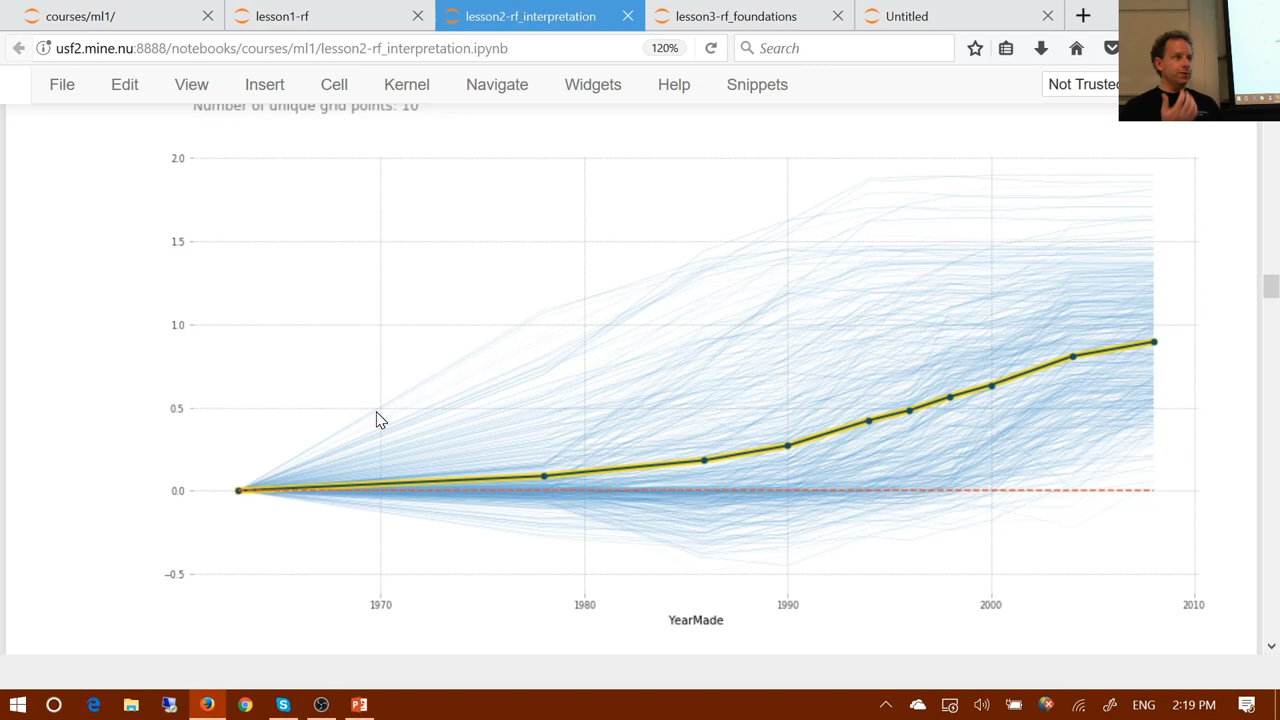 courses/ml1/
lesson1-rf
lesson2-rf_interpretation
lesson3-rf_foundations
Untitled
usf2.mine.nu:8888/notebooks/courses/ml1/lesson2-rf_interpretation.ipynb
120%
Search
File Edit View Insert Cell Kernel Navigate Widgets Help Snippets
Not Trusted
Number of unique grid points: 10
2.0
1.5
1.0
0.5
0.0
−0.5
1970 1980 1990 2000 2010
YearMade
ENG 2:19 PM